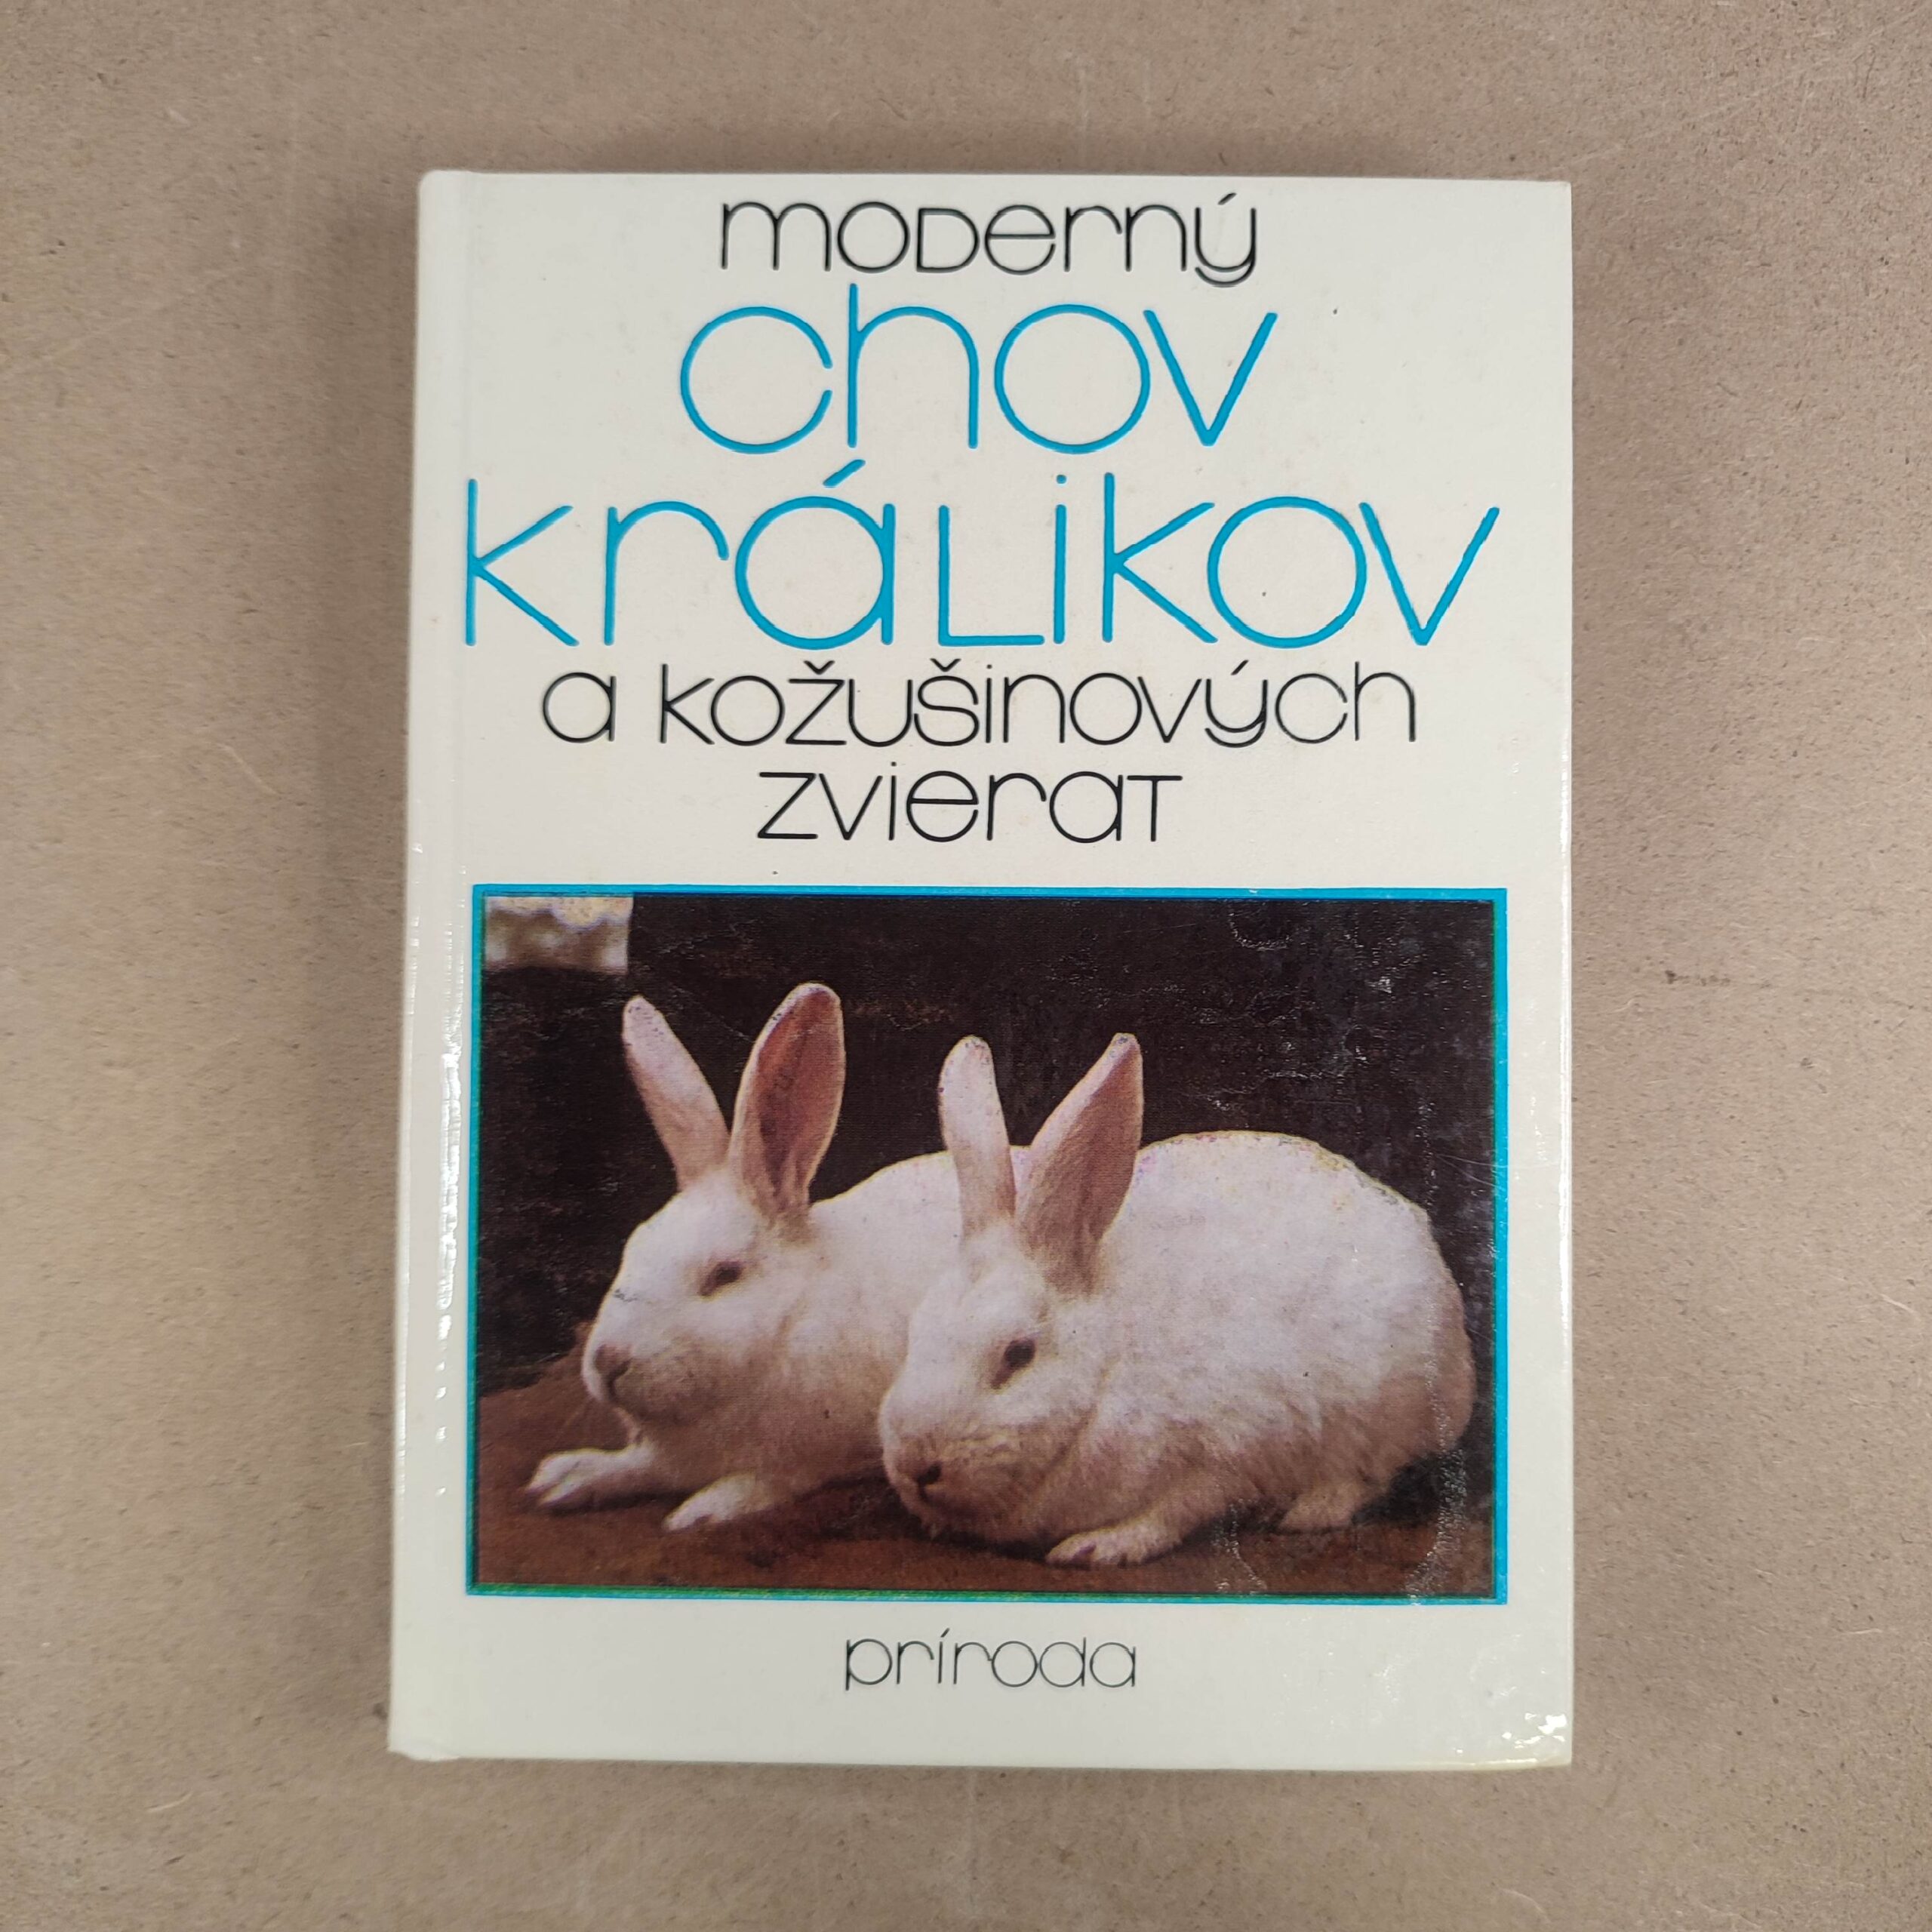 moderný
chov
králikov
a kožušinových
zvierat
príroda